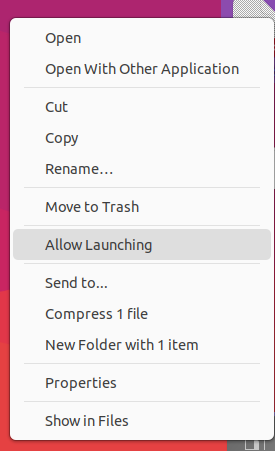 Open
Open With Other Application
Cut
Copy
Rename…
Move to Trash
Allow Launching
Send to...
Compress 1 file
New Folder with 1 item
Properties
Show in Files